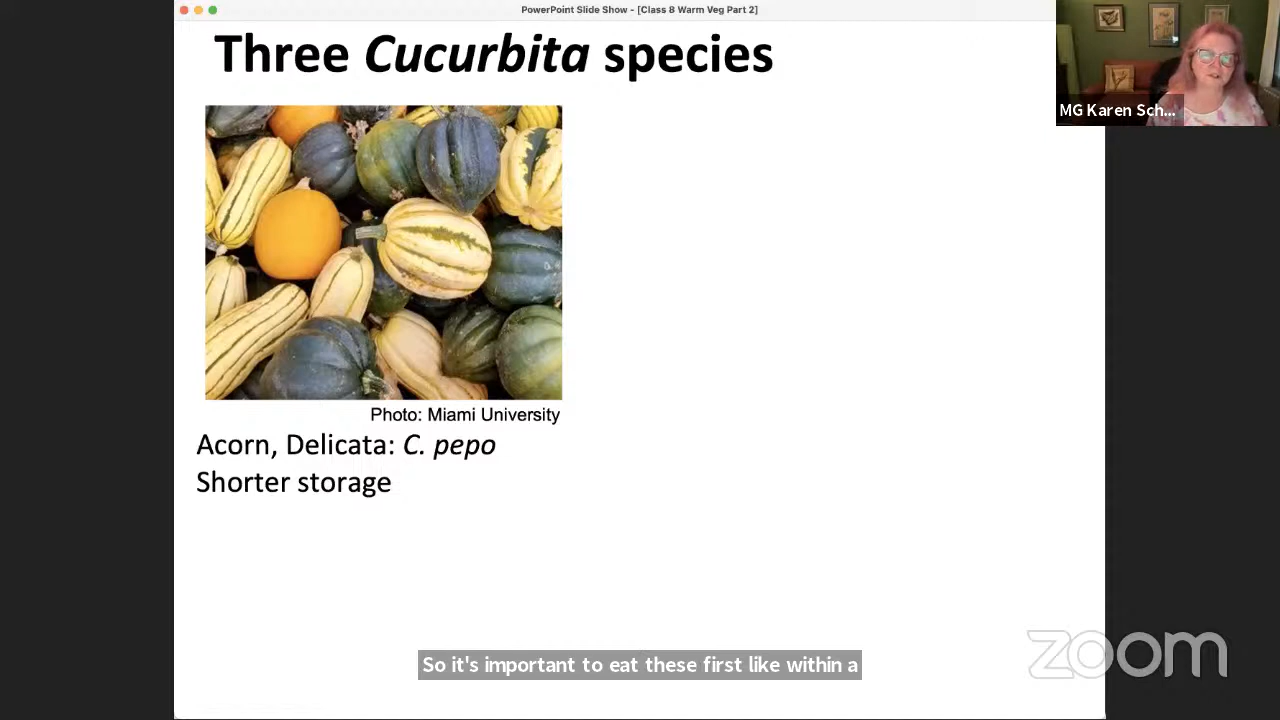 PowerPoint Slide Show - [Class 8 Warm Veg Part 2]
Three Cucurbita species
MG Karen Sch...
Photo: Miami University
Acorn, Delicata: C. pepo
Shorter storage
zoom
So it's important to eat these first like within a